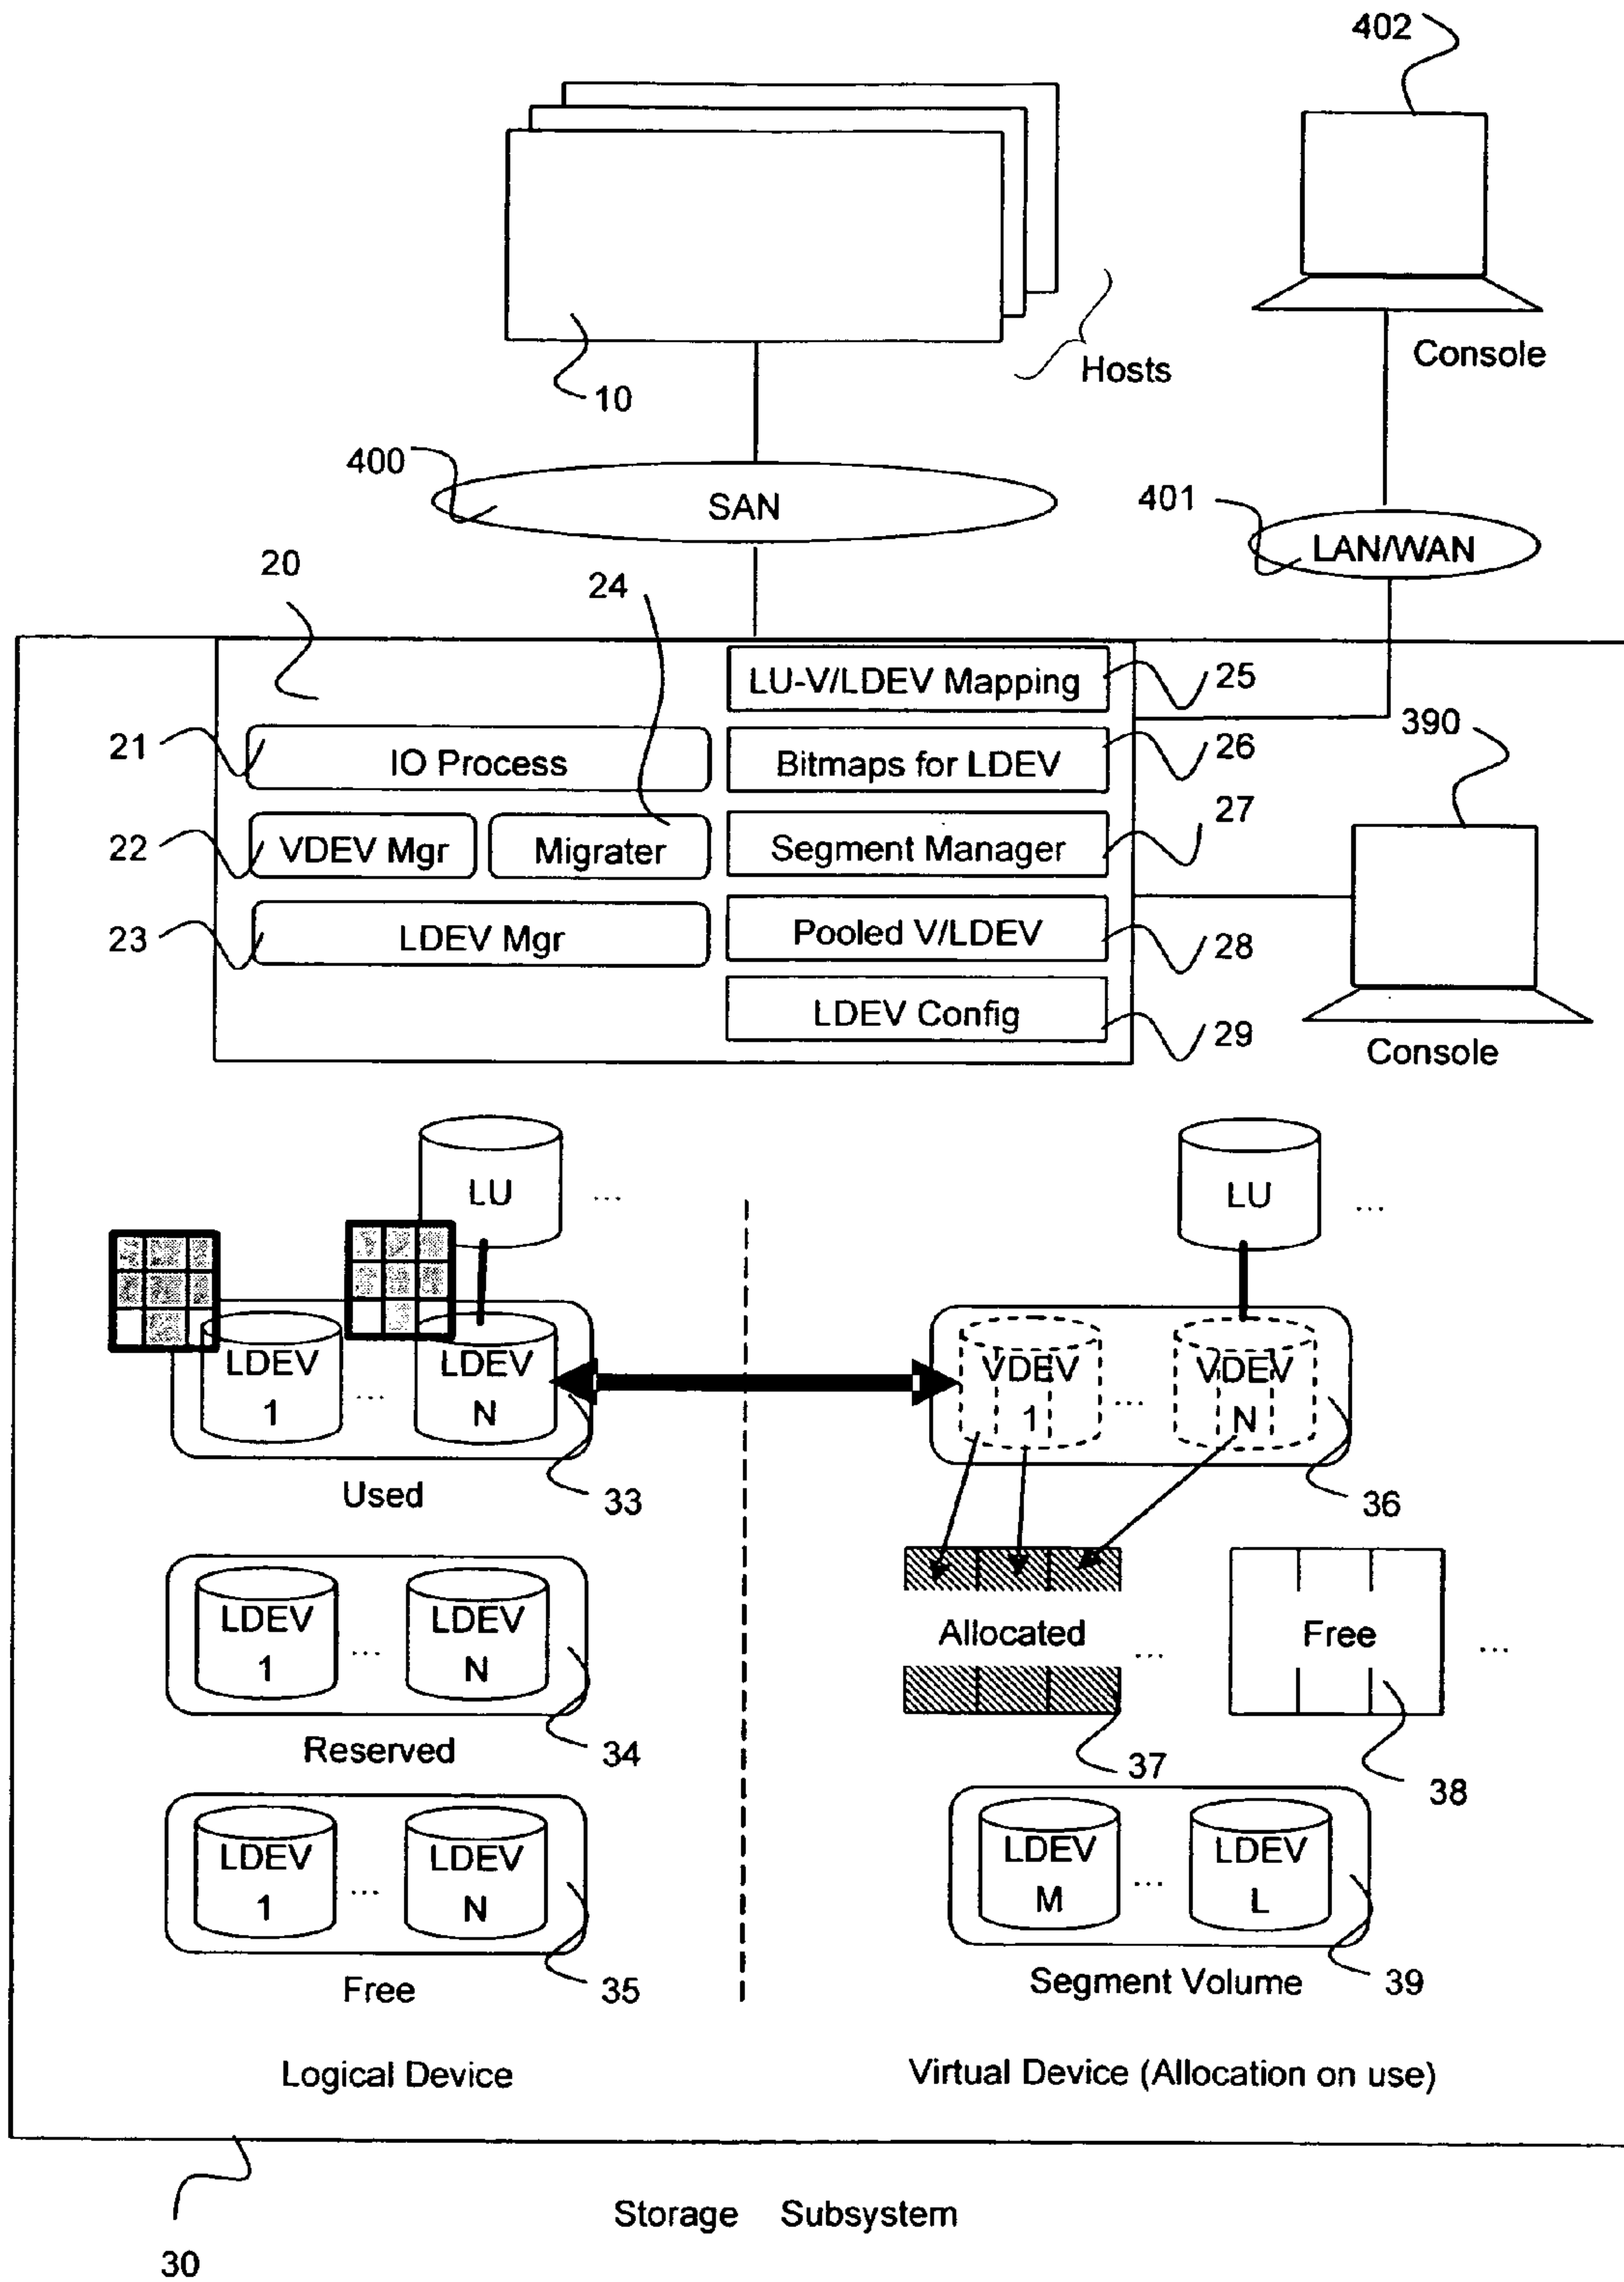 402
Console
Hosts
10
400
SAN
401
LAN/WAN
20
24
LU-V/LDEV Mapping
25
390
21
IO Process
Bitmaps for LDEV
26
22
VDEV Mgr
Migrater
Segment Manager
27
23
LDEV Mgr
Pooled V/LDEV
28
LDEV Config
29
Console
LU
...
LU
...
LDEV
1
...
LDEV
N
VDEV
1
...
VDEV
N
Used
33
36
LDEV
1
...
LDEV
N
Allocated
...
Free
...
Reserved
34
37
38
LDEV
1
...
LDEV
N
LDEV
M
...
LDEV
L
Free
35
Segment Volume
39
Logical Device
Virtual Device (Allocation on use)
Storage Subsystem
30